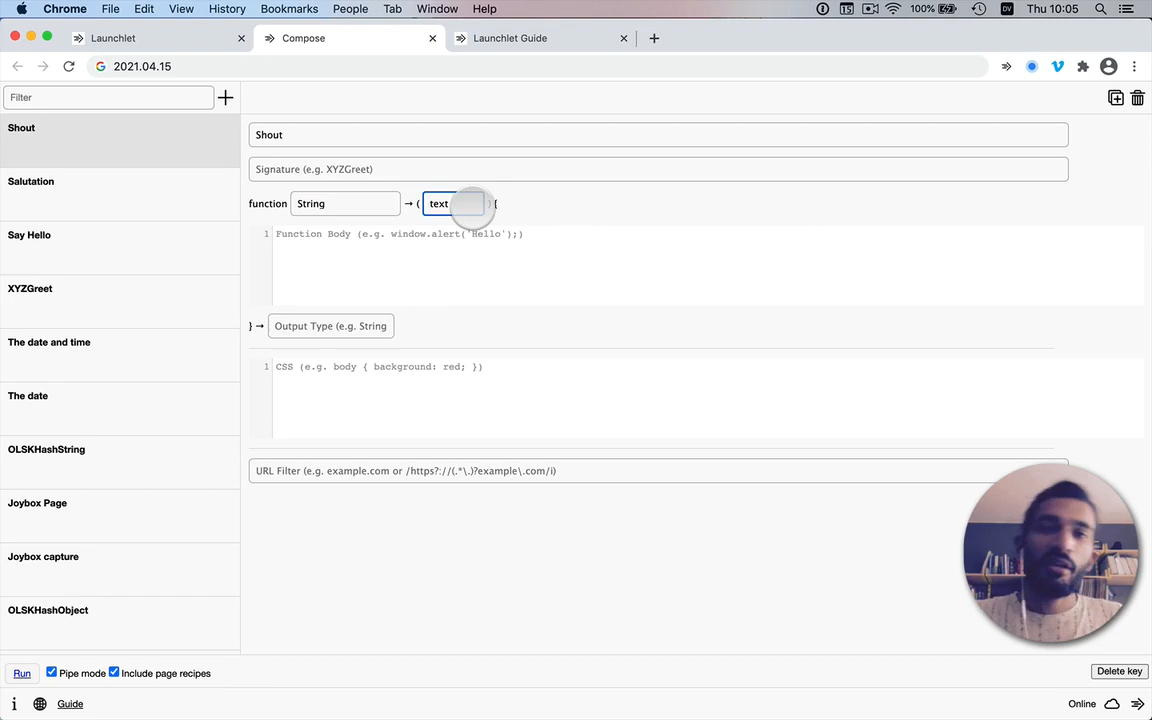 Chrome File Edit View History Bookmarks People Tab Window Help 15 100% DV Thu 10:05
Launchlet Compose Launchlet Guide
2021.04.15
Filter
Shout
Shout
Signature (e.g. XYZGreet)
Salutation
function String → ( text ) {
Say Hello
1 Function Body (e.g. window.alert('Hello');)
XYZGreet
} → Output Type (e.g. String
The date and time
1 CSS (e.g. body { background: red; })
The date
OLSKHashString
URL Filter (e.g. example.com or /https?://(.*\.)?example\.com/i)
Joybox Page
Joybox capture
OLSKHashObject
Run Pipe mode Include page recipes Delete key
Guide Online